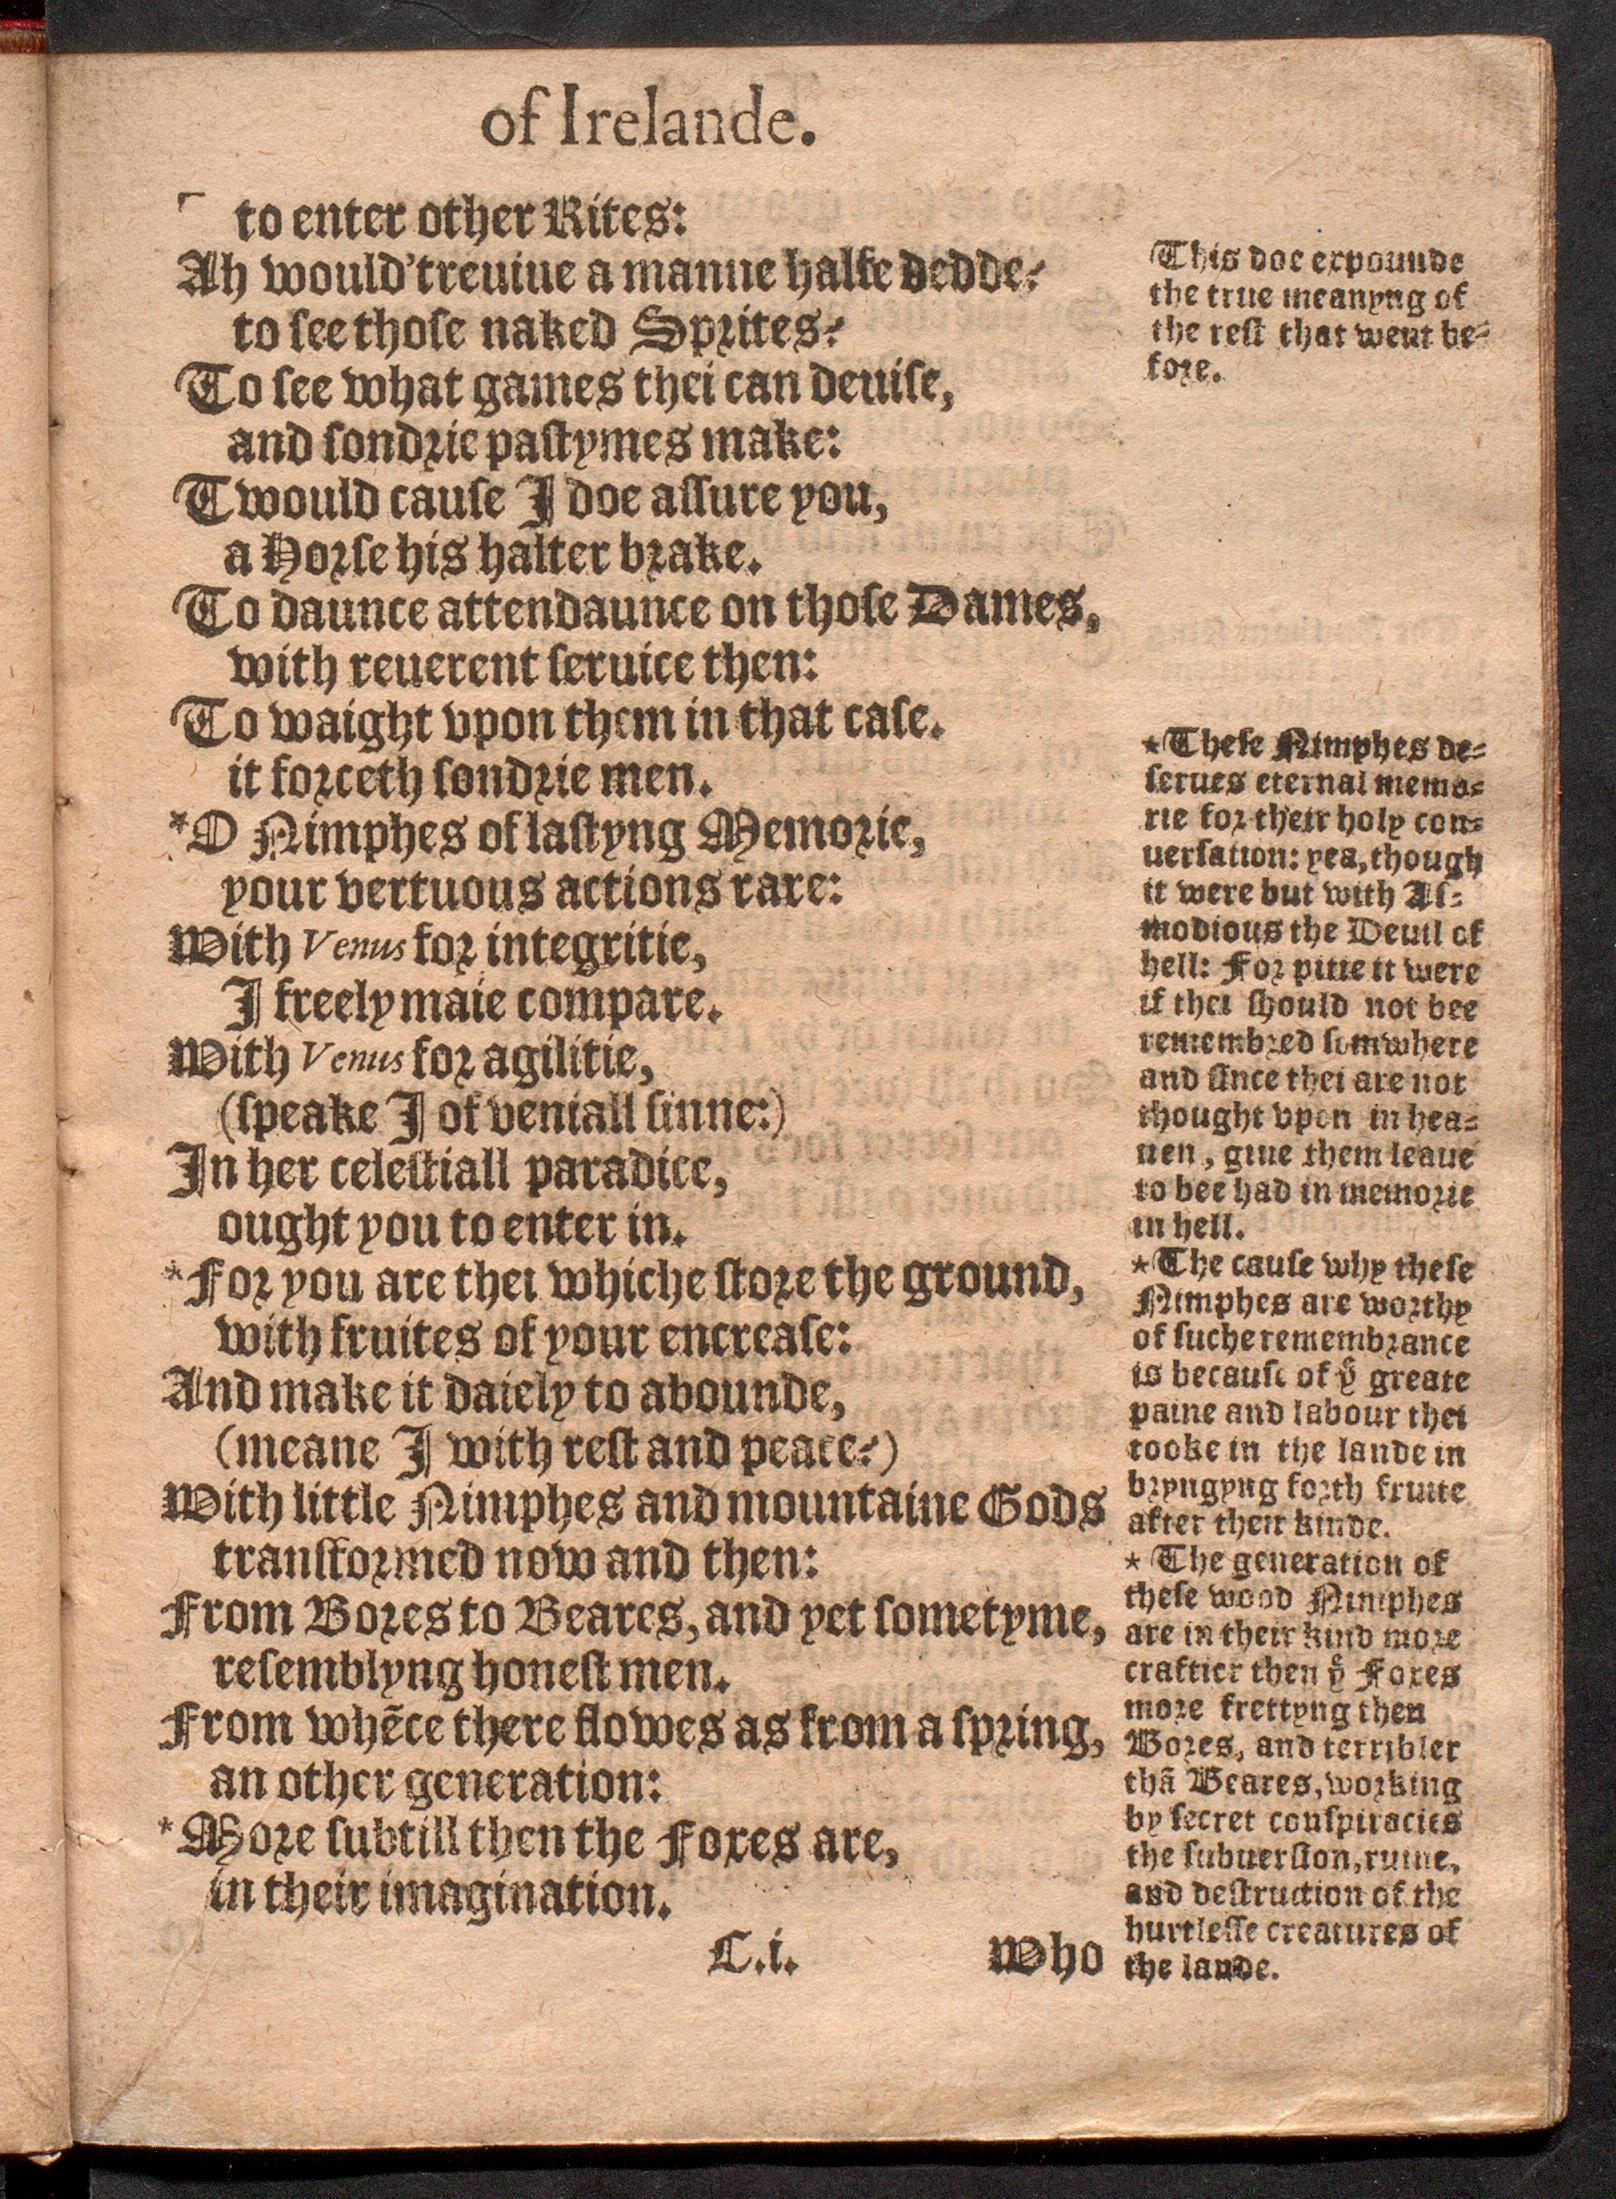 of Irelande.
to enter other Rites:
Ah would'treuiue a manne halfe dedde?
to see those naked Sprites?
To see what games thei can deuise,
and sondrie pastymes make:
Twould cause I doe assure you,
a Horse his halter brake.
To daunce attendaunce on those Dames,
with reuerent seruice then:
To waight vpon them in that case.
it forceth sondrie men.
*O Nimphes of lastyng Memorie,
your vertuous actions rare:
With Venus for integritie,
I freely maie compare.
With Venus for agilitie,
(speake I of veniall sinne:)
In her celestiall paradice,
ought you to enter in.
*For you are thei whiche store the ground,
with fruites of your encrease:
And make it daiely to abounde,
(meane I with rest and peace?)
With little Nimphes and mountaine Gods
transformed now and then:
From Bores to Beares, and yet sometyme,
resemblyng honest men.
From whēce there flowes as from a spring,
an other generation:
*More subtill then the Foxes are,
in their imagination.
C.i. Who
This doe expounde
the true meanyng of
the rest that went be-
fore.
*These Nimphes de-
serues eternal memo-
rie for their holy con-
uersation: yea, though
it were but with As-
modious the Deuil of
hell: For pittie it were
if thei should not bee
remembred somwhere
and since thei are not
thought vpon in hea-
uen, giue them leaue
to bee had in memorie
in hell.
*The cause why these
Nimphes are worthy
of suche remembrance
is because of yͤ greate
paine and labour thei
tooke in the lande in
bryngyng forth fruite
after their kinde.
* The generation of
these wood Nimphes
are in their kind more
craftier then yͤ Foxes
more frettyng then
Bores, and terribler
thā Beares, working
by secret conspiracies
the subuersion, ruine,
and destruction of the
hurtlesse creatures of
the lande.